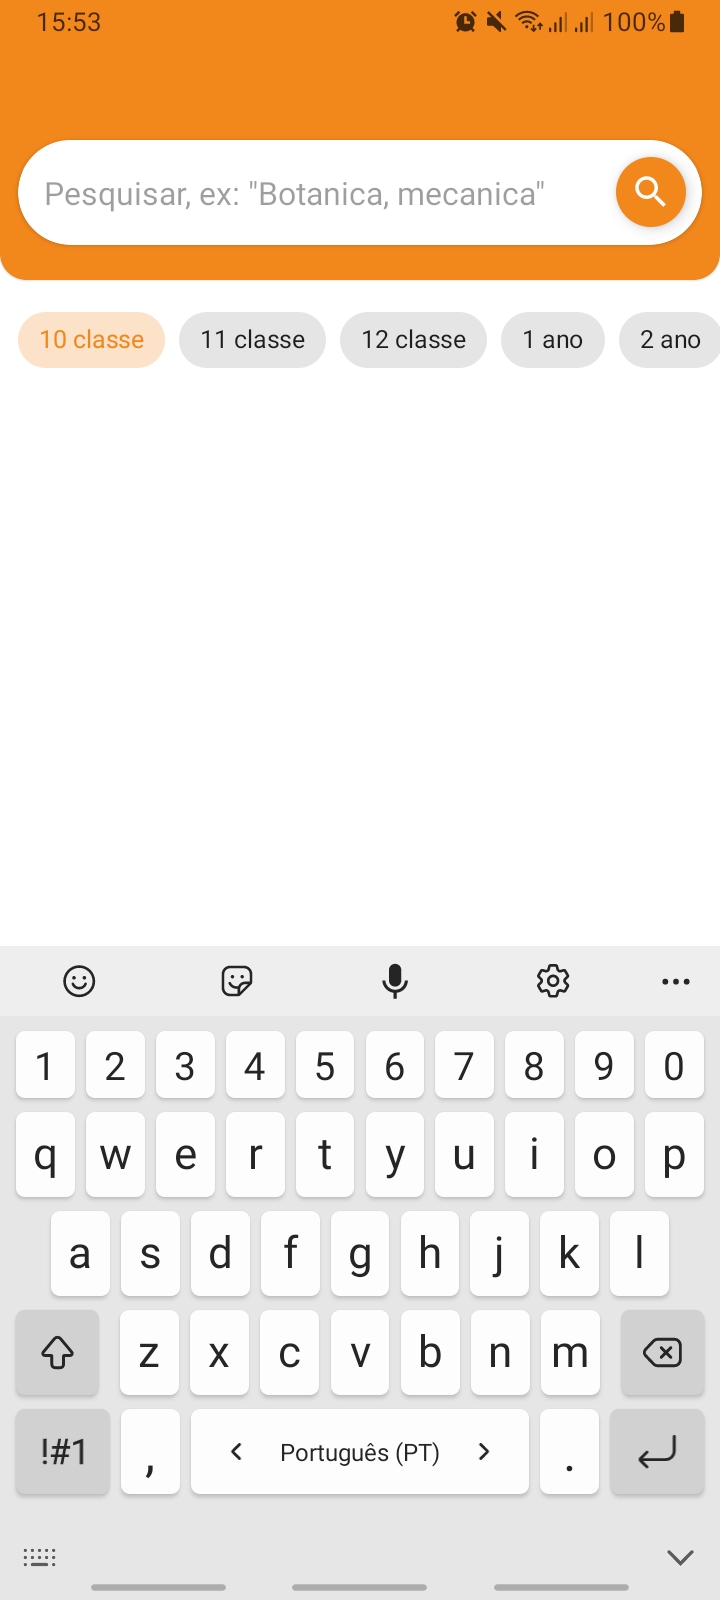 15:53 100%
Pesquisar, ex: "Botanica, mecanica"
10 classe 11 classe 12 classe 1 ano 2 ano
1 2 3 4 5 6 7 8 9 0
q w e r t y u i o p
a s d f g h j k l
z x c v b n m
!#1 , Português (PT) .